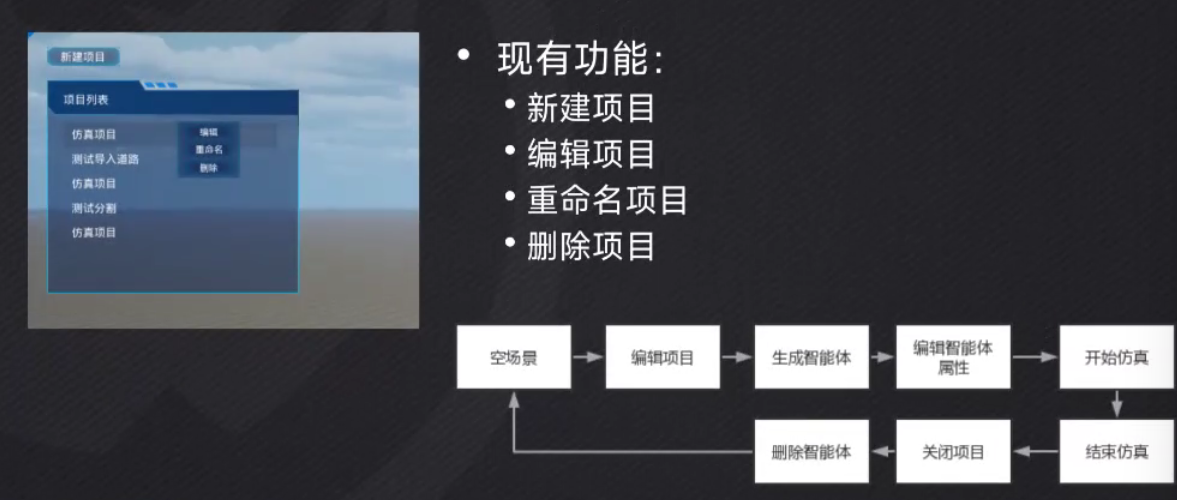 新建项目
项目列表
仿真项目
测试导入道路
仿真项目
测试分割
仿真项目
编辑
重命名
删除
• 现有功能：
• 新建项目
• 编辑项目
• 重命名项目
• 删除项目
空场景
编辑项目
生成智能体
编辑智能体
属性
开始仿真
删除智能体
关闭项目
结束仿真